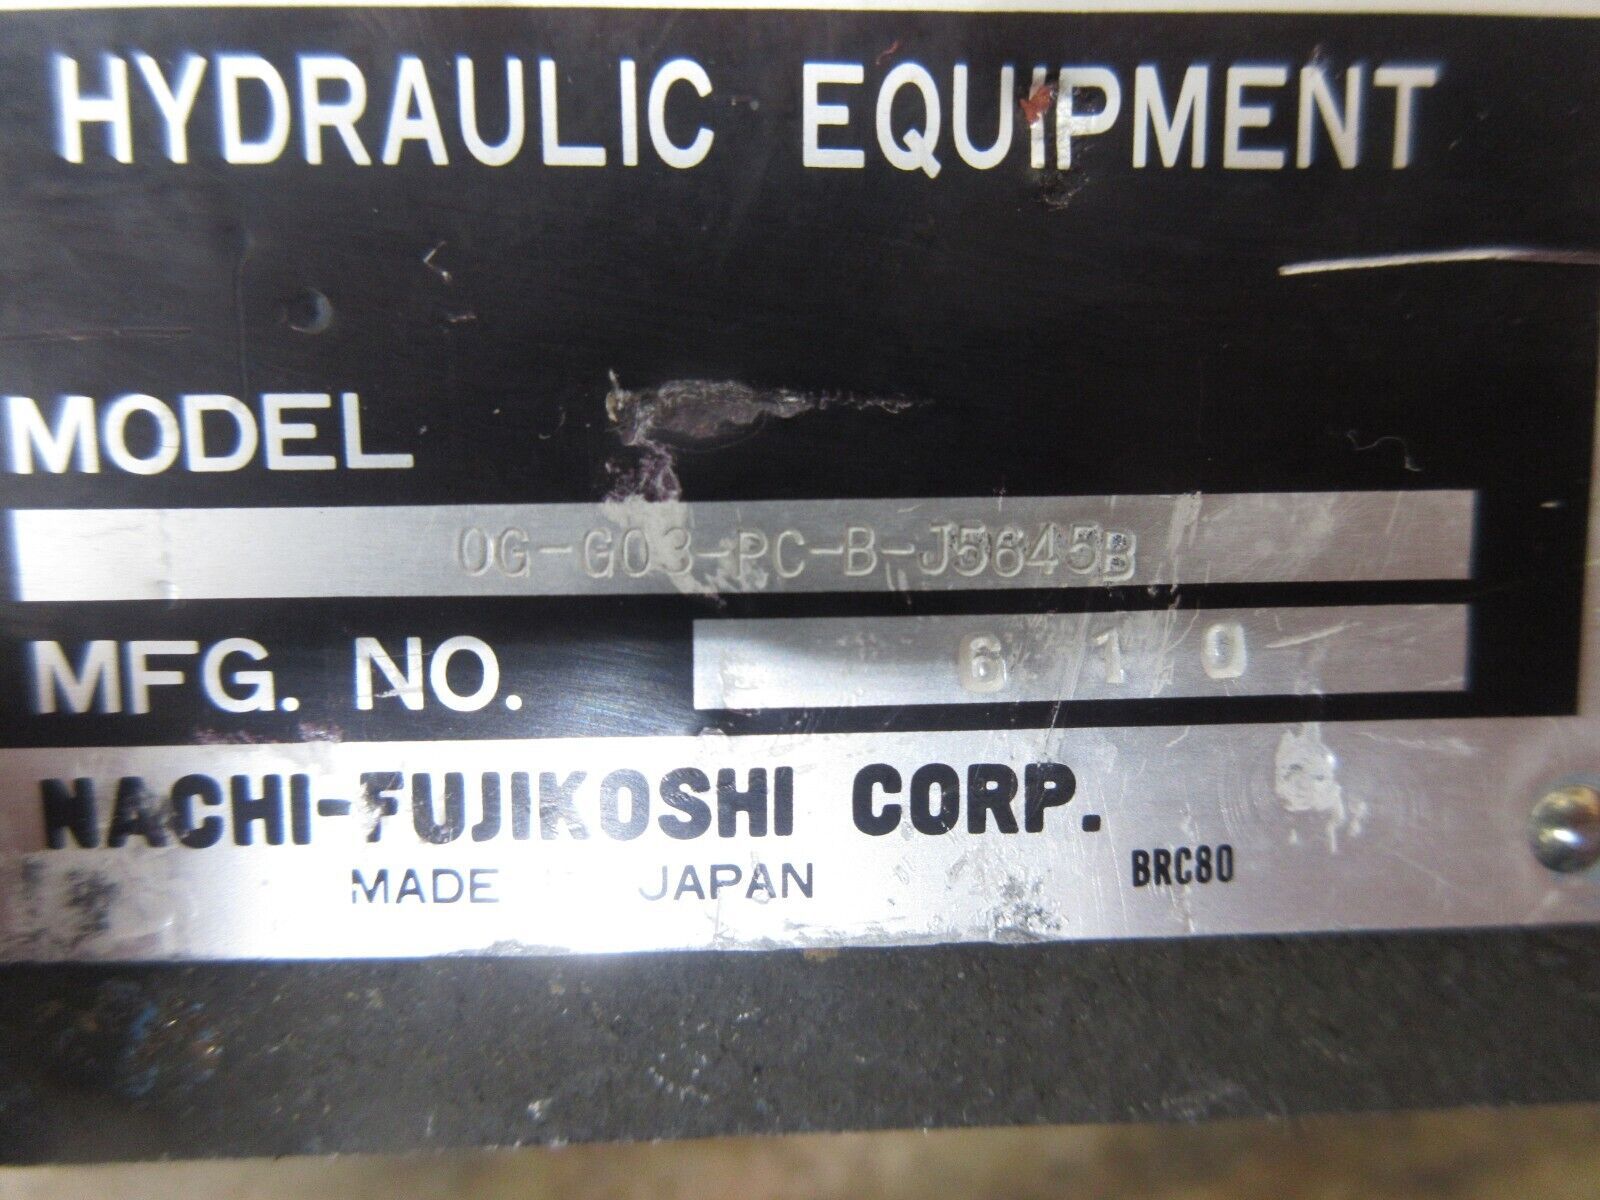 HYDRAULIC EQUIPMENT
MODEL
OG-G03-PC-B-J5645B
MFG. NO. 610
NACHI-FUJIKOSHI CORP.
MADE JAPAN
BRC80